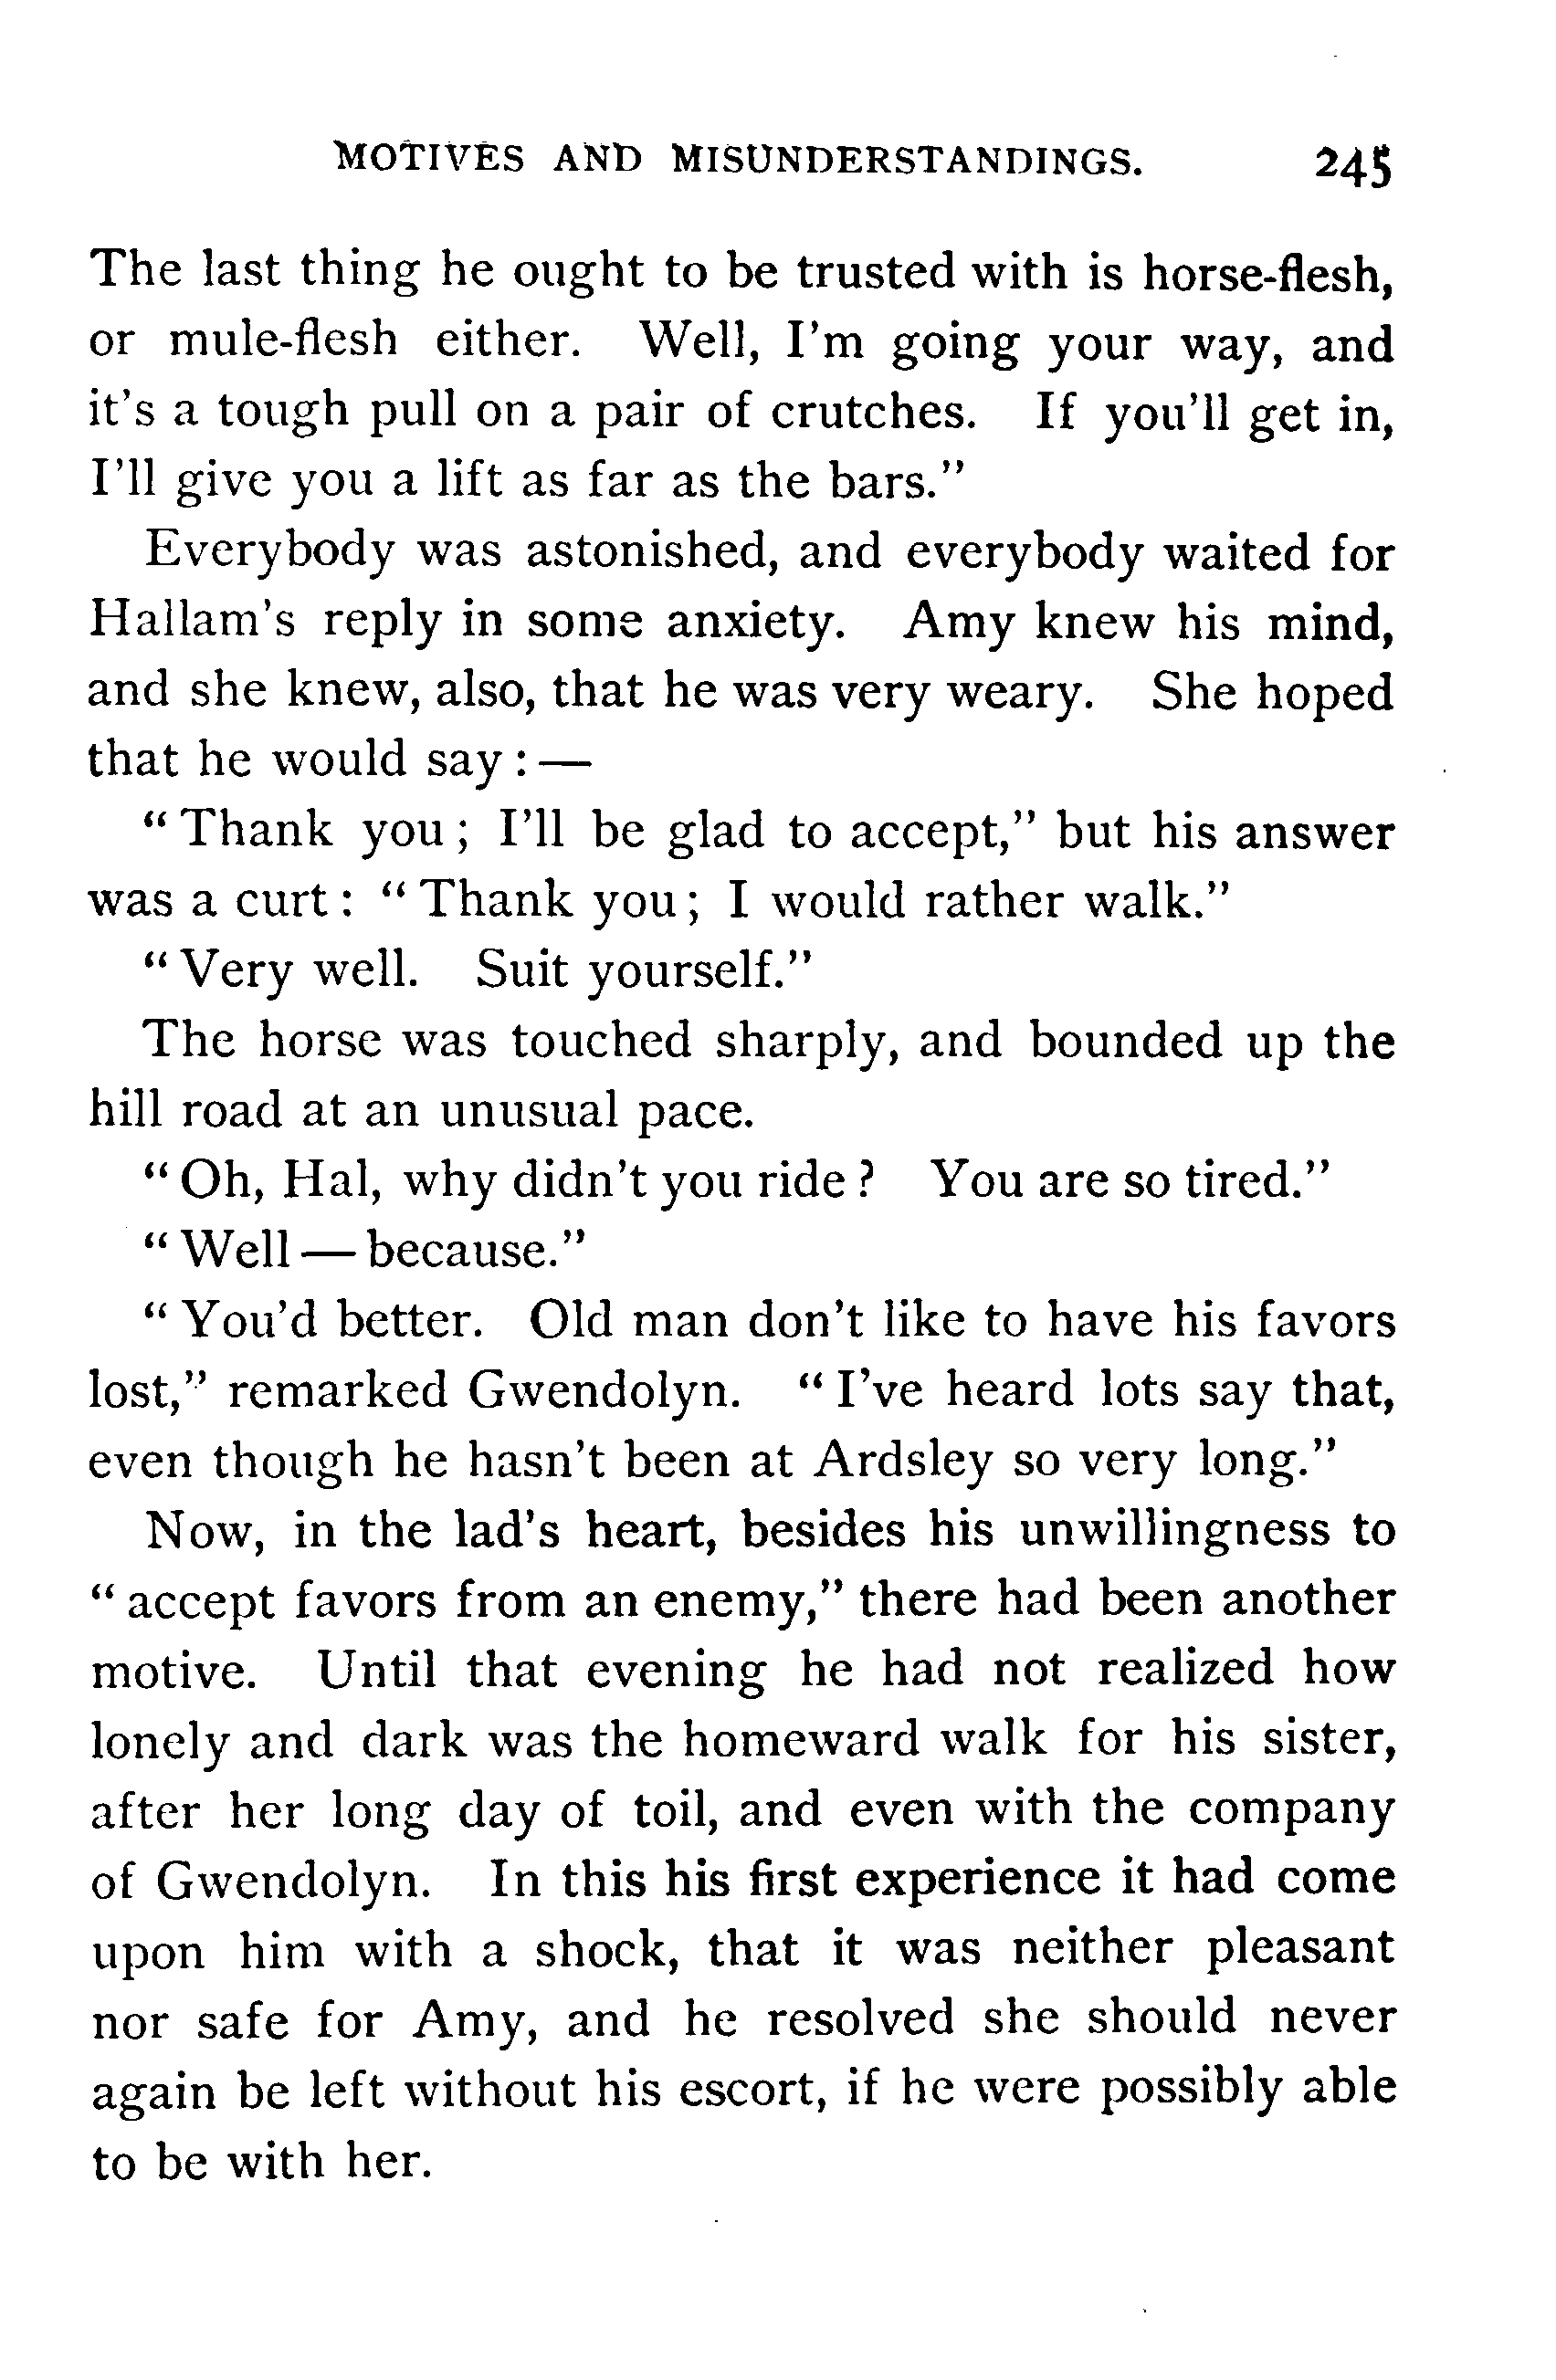 MOTIVES AND MISUNDERSTANDINGS. 245
The last thing he ought to be trusted with is horse-flesh,
or mule-flesh either. Well, I'm going your way, and
it's a tough pull on a pair of crutches. If you'll get in,
I'll give you a lift as far as the bars."
Everybody was astonished, and everybody waited for
Hallam's reply in some anxiety. Amy knew his mind,
and she knew, also, that he was very weary. She hoped
that he would say : —
" Thank you ; I'll be glad to accept," but his answer
was a curt : " Thank you ; I would rather walk."
" Very well. Suit yourself."
The horse was touched sharply, and bounded up the
hill road at an unusual pace.
" Oh, Hal, why didn't you ride ? You are so tired."
" Well — because."
" You'd better. Old man don't like to have his favors
lost," remarked Gwendolyn. " I've heard lots say that,
even though he hasn't been at Ardsley so very long."
Now, in the lad's heart, besides his unwillingness to
" accept favors from an enemy," there had been another
motive. Until that evening he had not realized how
lonely and dark was the homeward walk for his sister,
after her long day of toil, and even with the company
of Gwendolyn. In this his first experience it had come
upon him with a shock, that it was neither pleasant
nor safe for Amy, and he resolved she should never
again be left without his escort, if he were possibly able
to be with her.